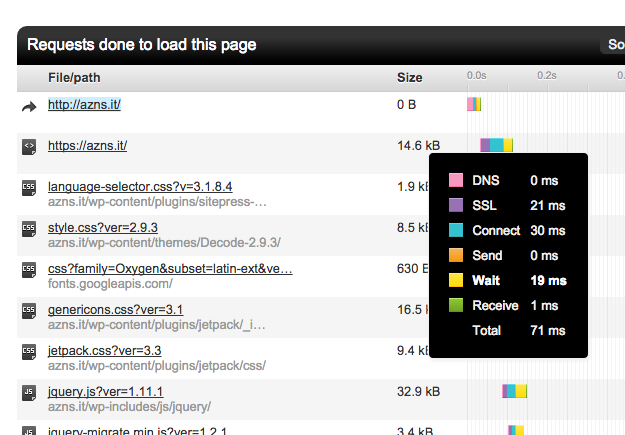 Requests done to load this page
So
File/path Size 0.0s 0.2s 0.
http://azns.it/ 0 B
https://azns.it/ 14.6 kB
language-selector.css?v=3.1.8.4 1.9 kB
azns.it/wp-content/plugins/sitepress-…
style.css?ver=2.9.3 8.5 k
azns.it/wp-content/themes/Decode-2.9.3/
css?family=Oxygen&subset=latin-ext&ve… 630 B
fonts.googleapis.com/
genericons.css?ver=3.1 16.5 k
azns.it/wp-content/plugins/jetpack/_i…
jetpack.css?ver=3.3 9.4 k
azns.it/wp-content/plugins/jetpack/css/
jquery.js?ver=1.11.1 32.9 kB
azns.it/wp-includes/js/jquery/
jquery-migrate.min.js?ver=1.2.1 3.4 kB
DNS 0 ms
SSL 21 ms
Connect 30 ms
Send 0 ms
Wait 19 ms
Receive 1 ms
Total 71 ms